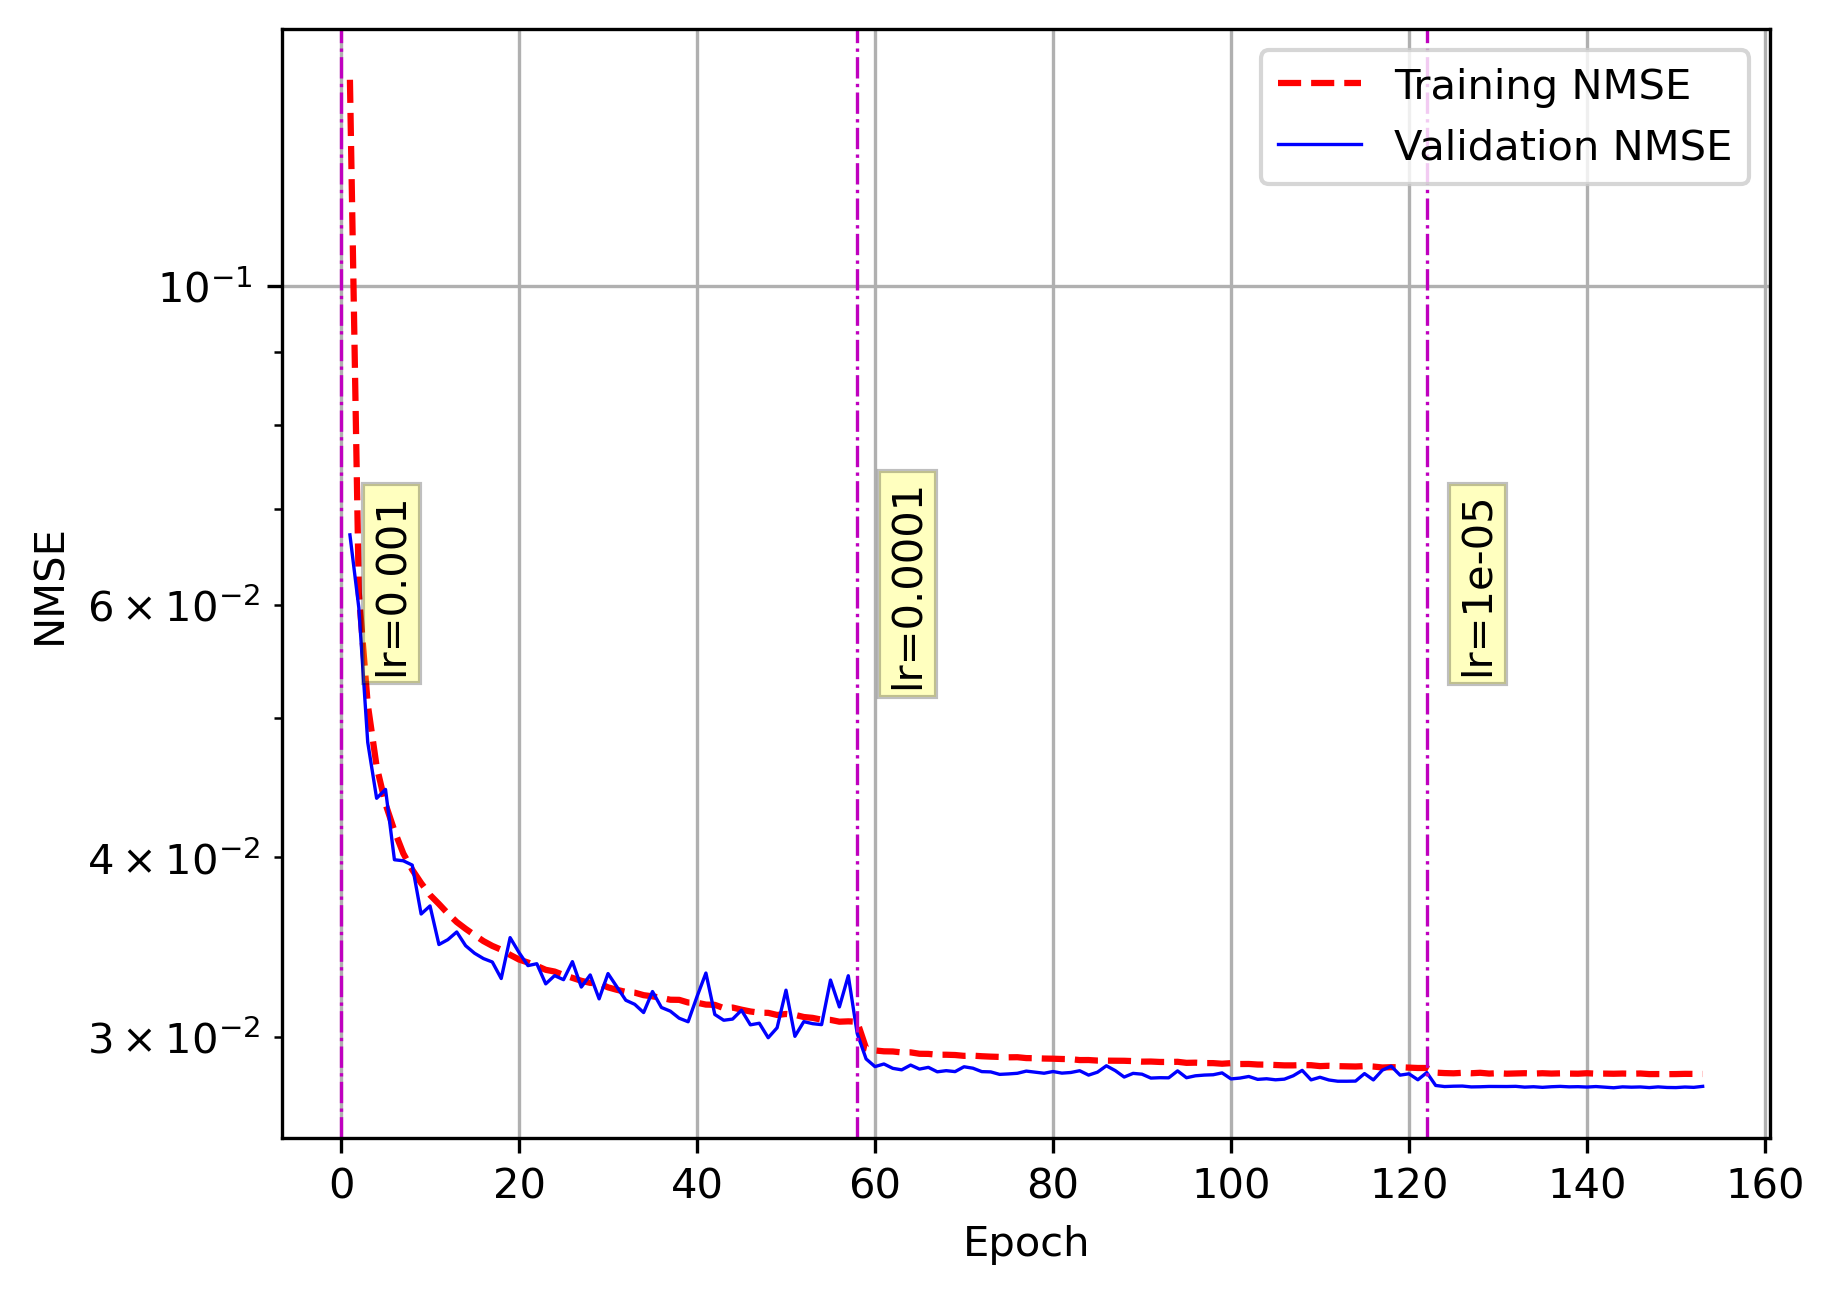 Training NMSE
Validation NMSE
10⁻¹
6×10⁻²
4×10⁻²
3×10⁻²
NMSE
lr=0.001
lr=0.0001
lr=1e-05
0 20 40 60 80 100 120 140 160
Epoch